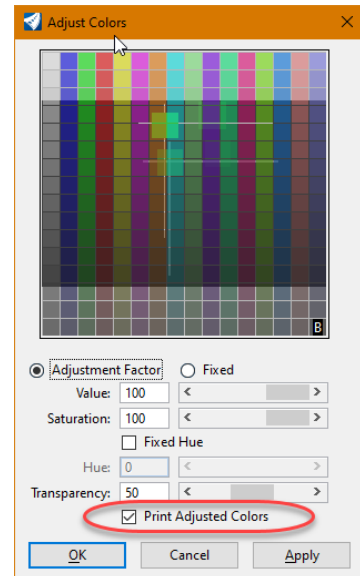 Adjust Colors
B
Adjustment Factor Fixed
Value: 100
Saturation: 100
Fixed Hue
Hue: 0
Transparency: 50
Print Adjusted Colors
OK Cancel Apply